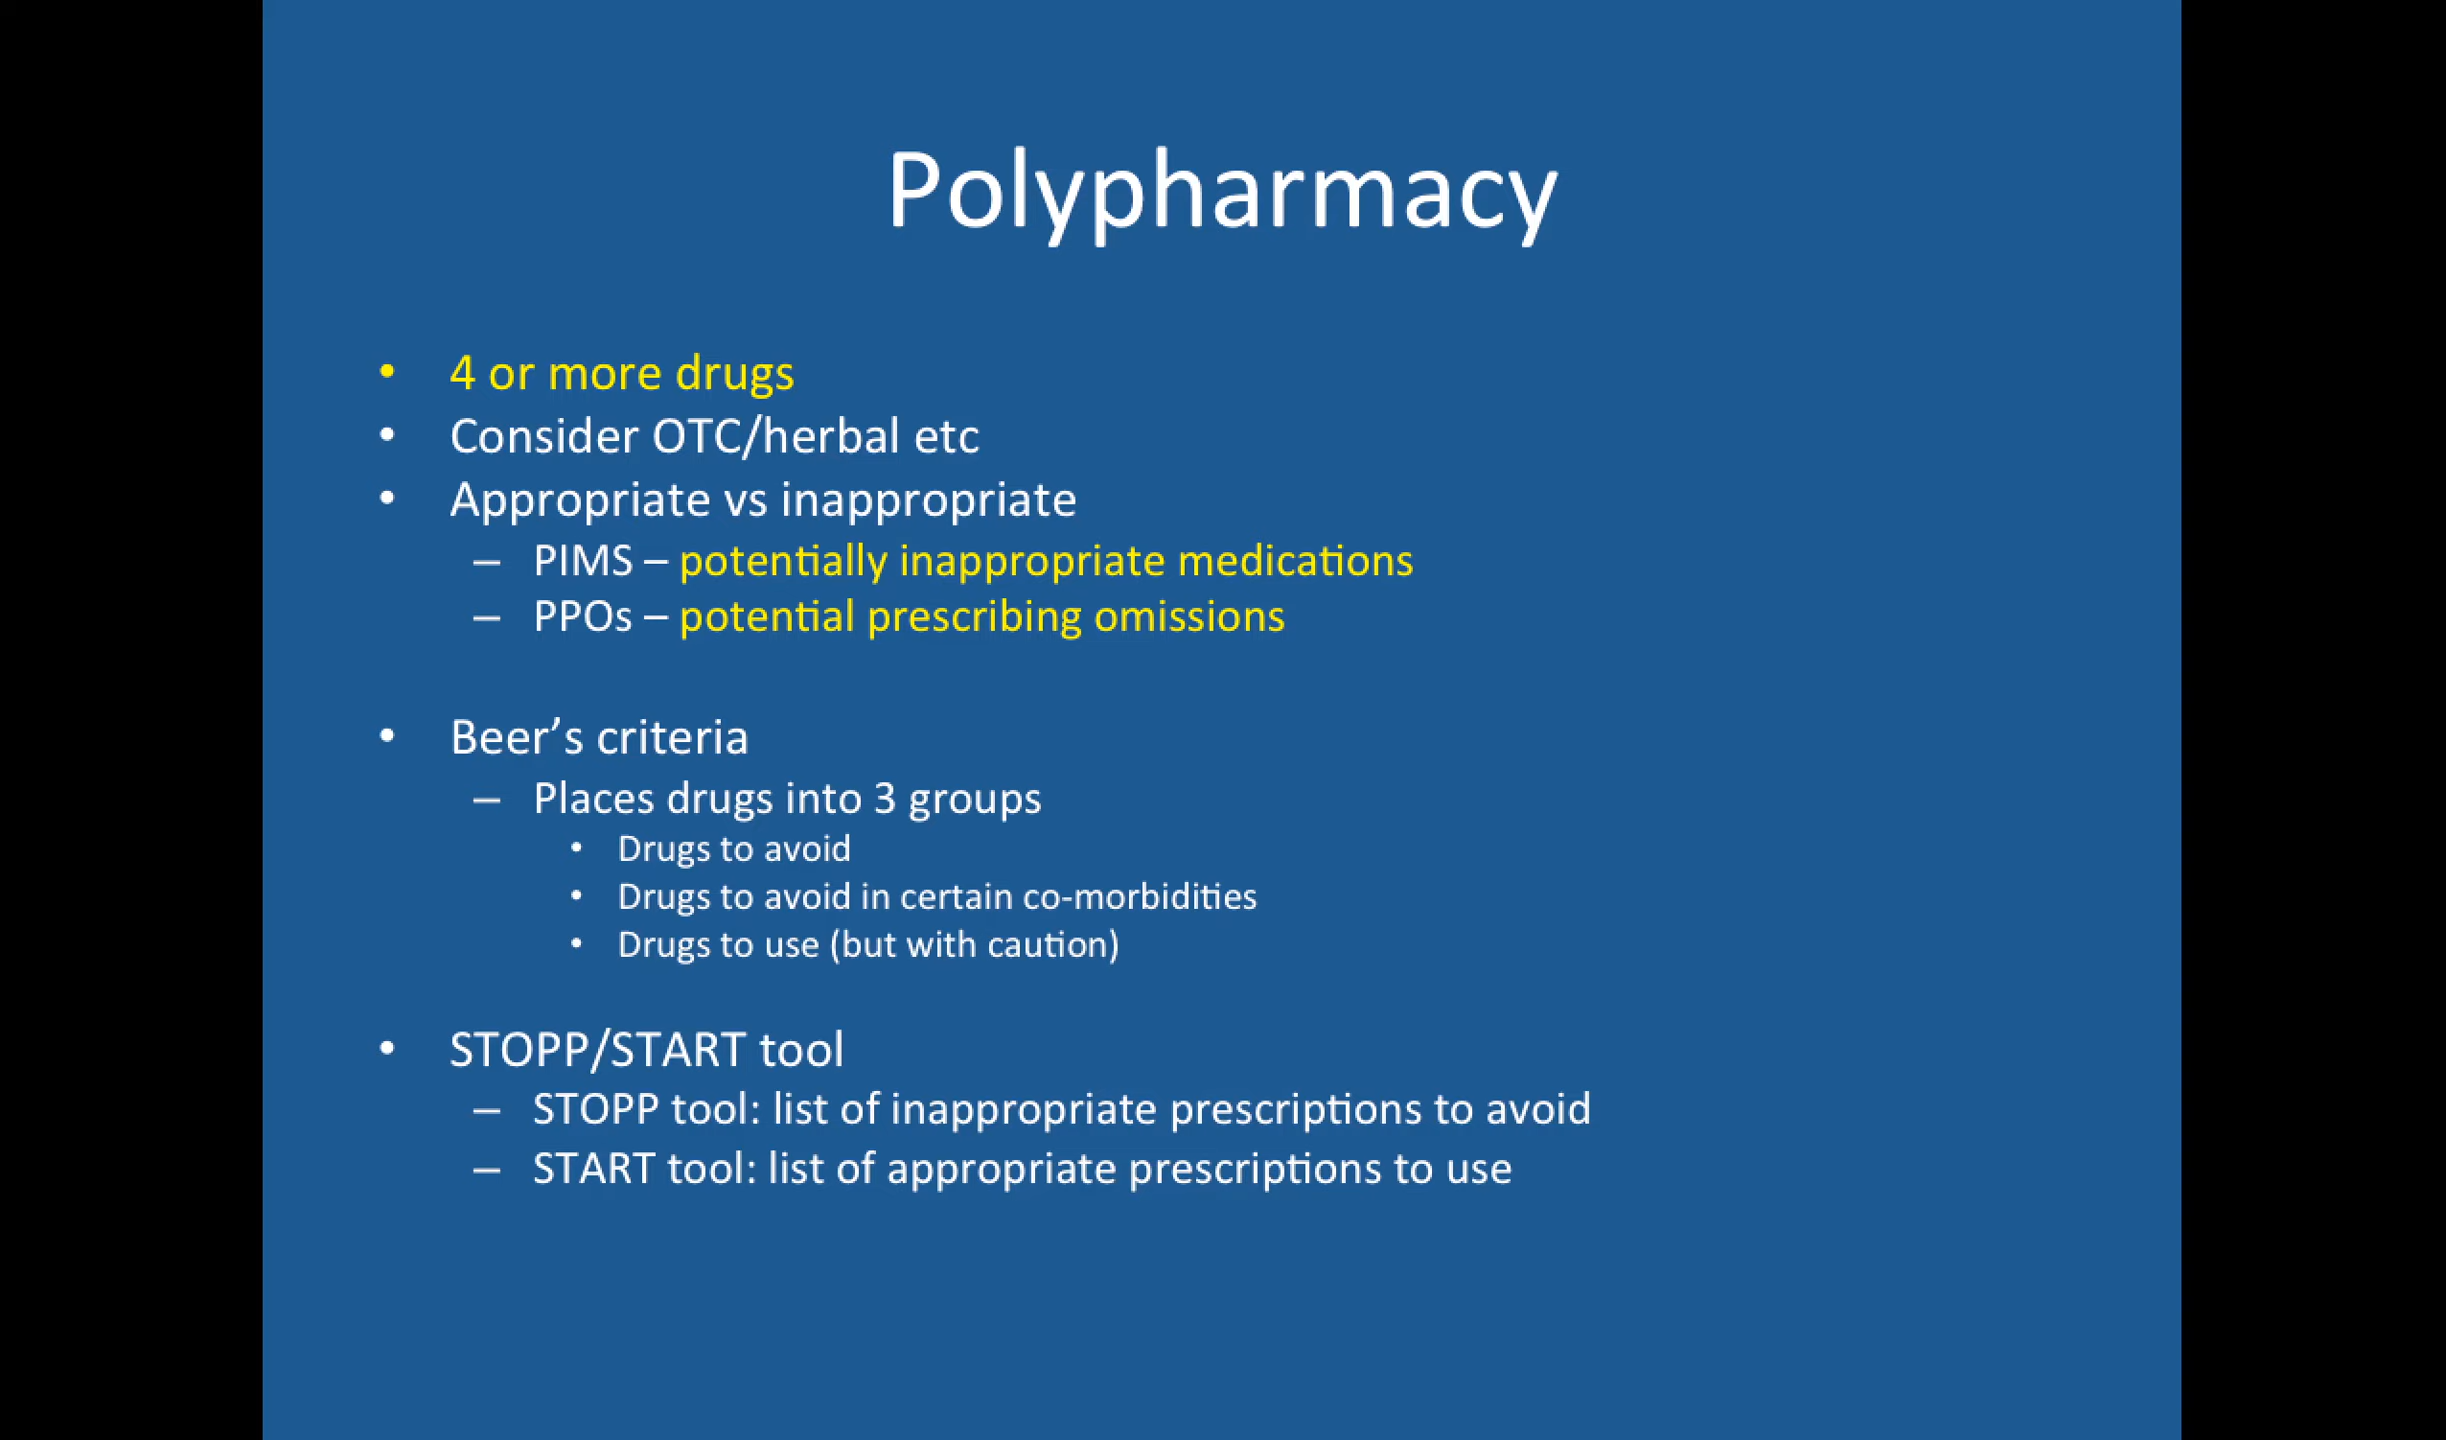 Polypharmacy
• 4 or more drugs
• Consider OTC/herbal etc
• Appropriate vs inappropriate
– PIMS – potentially inappropriate medications
– PPOs – potential prescribing omissions
• Beer’s criteria
– Places drugs into 3 groups
• Drugs to avoid
• Drugs to avoid in certain co-morbidities
• Drugs to use (but with caution)
• STOPP/START tool
– STOPP tool: list of inappropriate prescriptions to avoid
– START tool: list of appropriate prescriptions to use